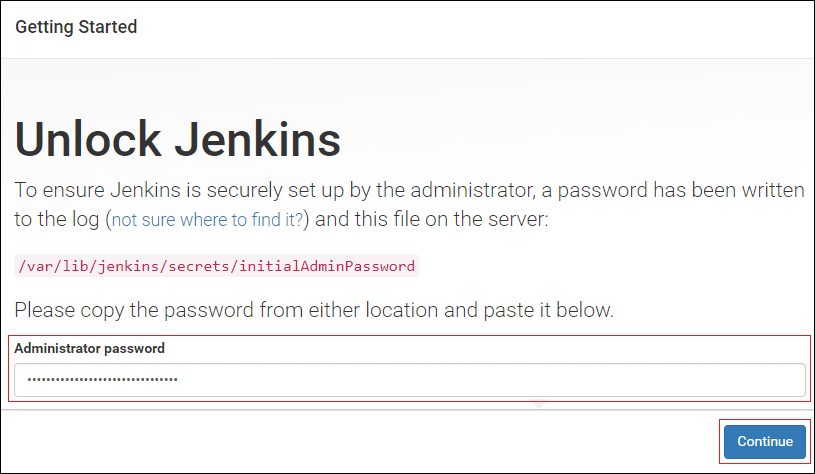 Getting Started
Unlock Jenkins
To ensure Jenkins is securely set up by the administrator, a password has been written
to the log (not sure where to find it?) and this file on the server:
/var/lib/jenkins/secrets/initialAdminPassword
Please copy the password from either location and paste it below.
Administrator password
••••••••••••••••••••••••••••••••
Continue